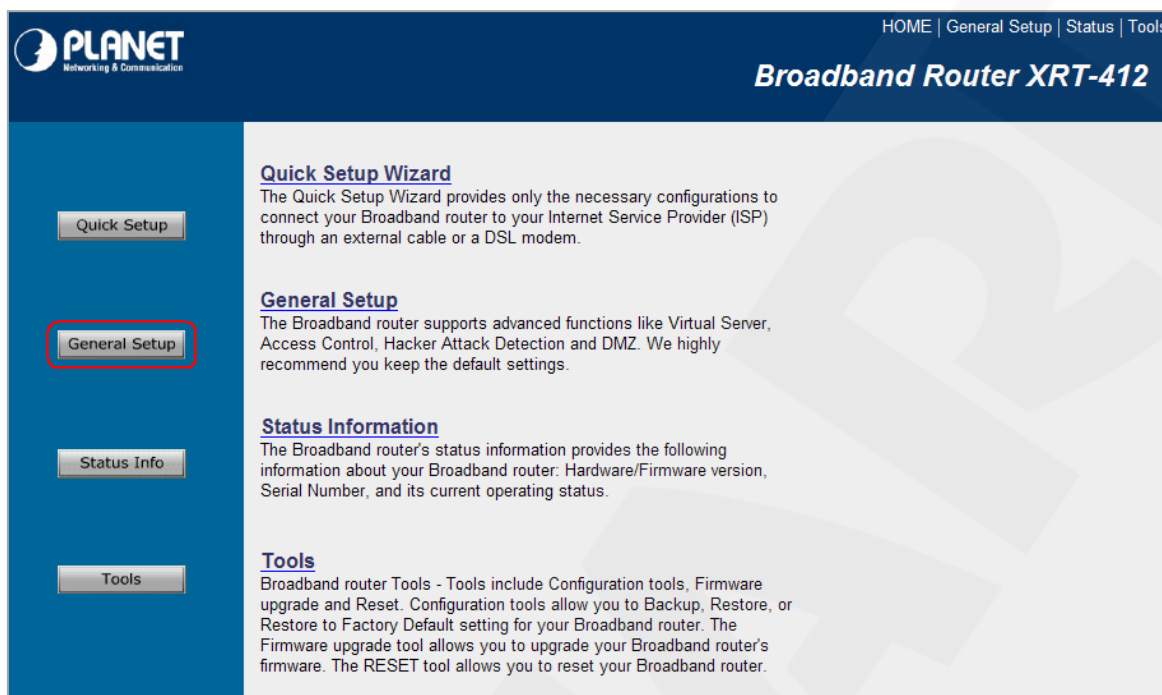 PLANET
Networking & Communication
HOME | General Setup | Status | Tools
Broadband Router XRT-412
Quick Setup
General Setup
Status Info
Tools
Quick Setup Wizard
The Quick Setup Wizard provides only the necessary configurations to
connect your Broadband router to your Internet Service Provider (ISP)
through an external cable or a DSL modem.
General Setup
The Broadband router supports advanced functions like Virtual Server,
Access Control, Hacker Attack Detection and DMZ. We highly
recommend you keep the default settings.
Status Information
The Broadband router's status information provides the following
information about your Broadband router: Hardware/Firmware version,
Serial Number, and its current operating status.
Tools
Broadband router Tools - Tools include Configuration tools, Firmware
upgrade and Reset. Configuration tools allow you to Backup, Restore, or
Restore to Factory Default setting for your Broadband router. The
Firmware upgrade tool allows you to upgrade your Broadband router's
firmware. The RESET tool allows you to reset your Broadband router.